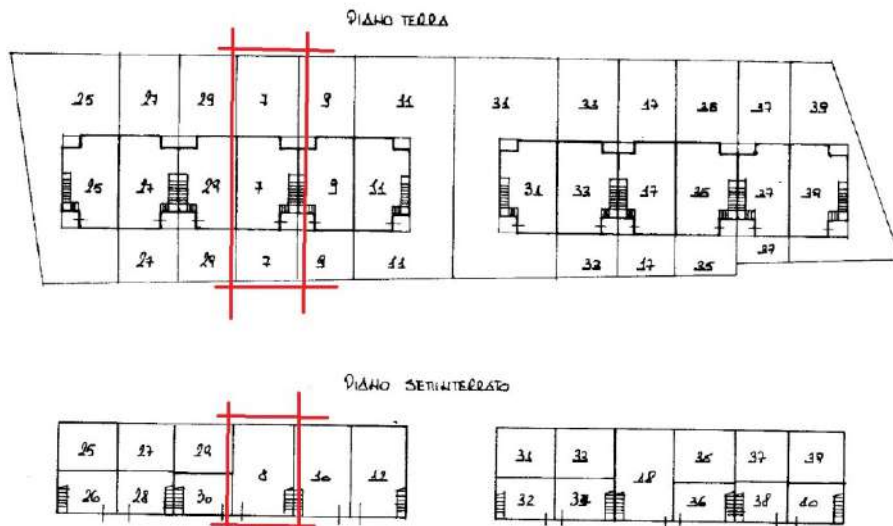 PIANO TERRA
25 27 29 7 9 11 31 33 17 35 37 39
25 27 29 7 9 11 31 33 17 35 37 39
27 29 7 9 11 33 17 35 37
PIANO SEMINTERRATO
25 27 29 8 10 12 31 33 18 35 37 39
26 28 30 32 34 36 38 40